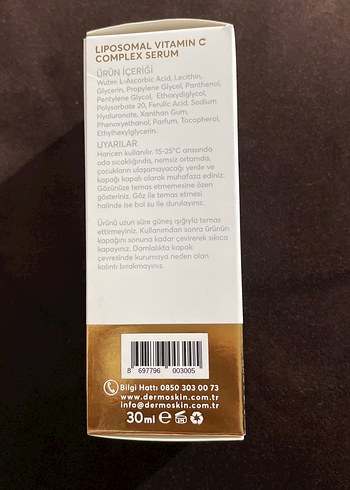 LIPOSOMAL VITAMIN C
COMPLEX SERUM
ÜRÜN İÇERİĞİ
Water, L-Ascorbic Acid, Lecithin,
Glycerin, Propylene Glycol, Panthenol,
Pentylene Glycol, Ethoxydiglycol,
Polysorbate 20, Ferulic Acid, Sodium
Hyaluronate, Xanthan Gum,
Phenoxyethanol, Parfum, Tocopherol,
Ethylhexylglycerin.
UYARILAR
Haricen kullanılır. 15-25°C arasında
oda sıcaklığında, nemsiz ortamda,
çocukların ulaşamayacağı yerde ve
kapağı kapalı olarak muhafaza ediniz.
Gözünüze temas etmemesine özen
gösteriniz. Göz ile temas etmesi
halinde ise bol su ile durulayınız.
Ürünü uzun süre güneş ışığıyla temas
ettirmeyiniz. Kullanımdan sonra ürünün
kapağını sonuna kadar çevirerek sıkıca
kapayınız. Damlalıkta kapak
çevresinde kurumaya neden olan
kalıntı bırakmayınız.
8 697796 003005
Bilgi Hattı 0850 303 00 73
www.dermoskin.com.tr
info@dermoskin.com.tr
30ml e